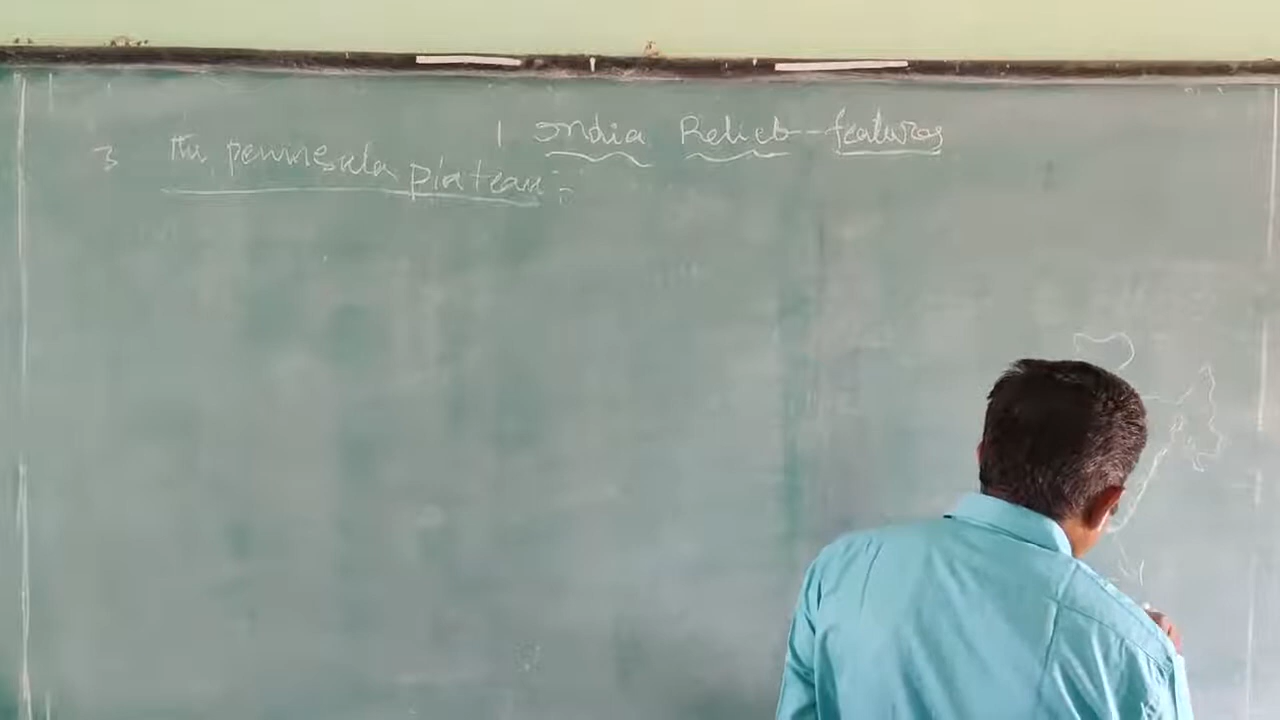 1 India Relief features
3 The peninsula plateau :-